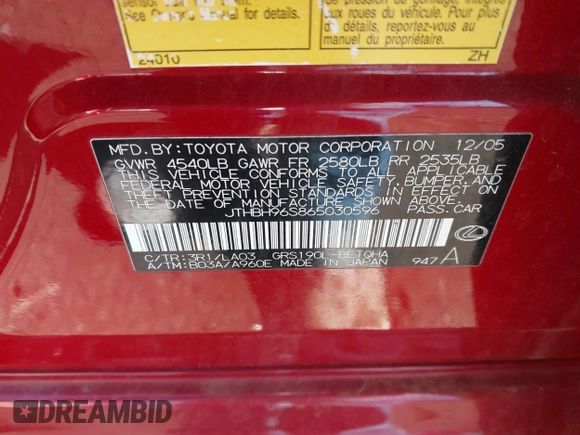 See Owner's Manual for details.
24010
aux roues du véhicule. Pour
plus de détails, voir le manuel
du propriétaire.
ZH
MFD. BY: TOYOTA MOTOR CORPORATION 12/05
GVWR 4540LB GAWR FR 2580LB RR 2535LB
THIS VEHICLE CONFORMS TO ALL APPLICABLE
FEDERAL MOTOR VEHICLE SAFETY, BUMPER, AND
THEFT PREVENTION STANDARDS IN EFFECT ON
THE DATE OF MANUFACTURE SHOWN ABOVE.
JTHBH96S865030596 PASS. CAR
C/TR: 3R1/LA03 GRS190L-BETQHA
A/TM: B03A/A960E MADE IN JAPAN 947A
DREAMBID